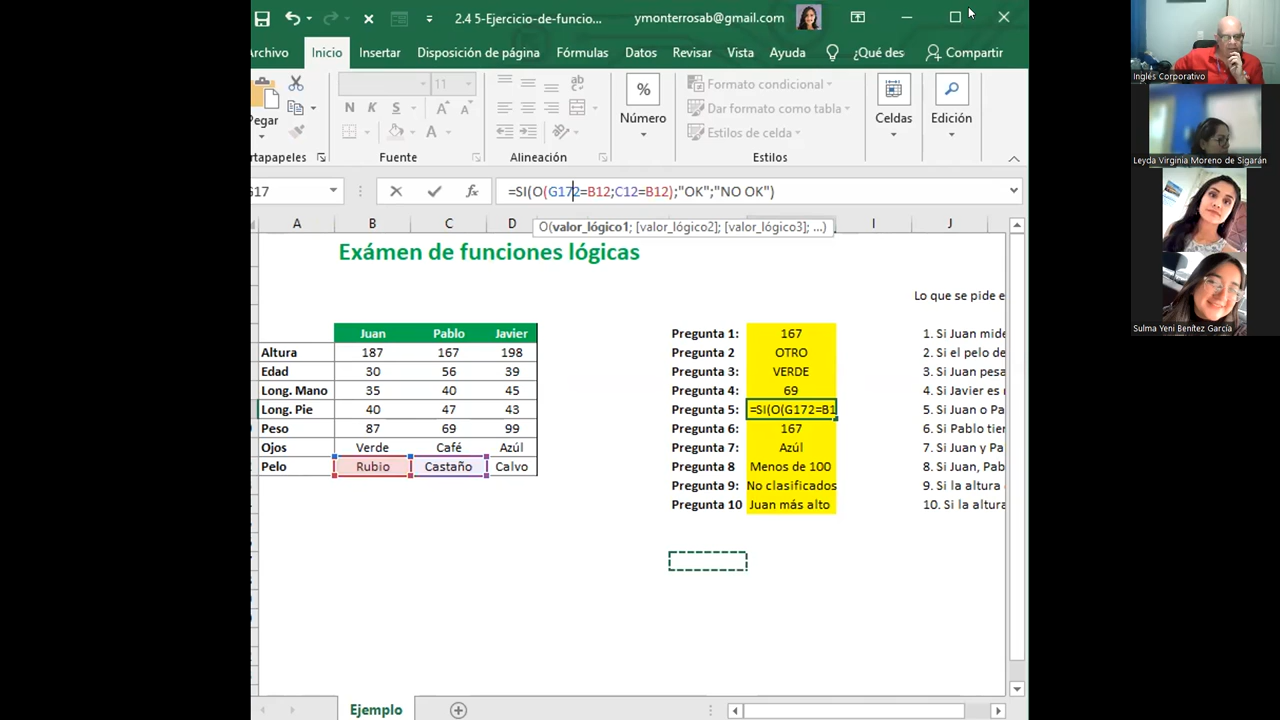 2.4 5-Ejercicio-de-funcio...
ymonterrosab@gmail.com
Archivo
Inicio
Insertar
Disposición de página
Fórmulas
Datos
Revisar
Vista
Ayuda
¿Qué des
Compartir
Pegar
11
N K S
A A
Número
Formato condicional
Dar formato como tabla
Estilos de celda
Celdas
Edición
rtapapeles
Fuente
Alineación
Estilos
G17
fx
=SI(O(G172=B12;C12=B12);"OK";"NO OK")
O(valor_lógico1; [valor_lógico2]; [valor_lógico3]; ...)
A B C D I J
Exámen de funciones lógicas
Lo que se pide e
Juan Pablo Javier
Altura 187 167 198
Edad 30 56 39
Long. Mano 35 40 45
Long. Pie 40 47 43
Peso 87 69 99
Ojos Verde Café Azúl
Pelo Rubio Castaño Calvo
Pregunta 1: 167
Pregunta 2 OTRO
Pregunta 3: VERDE
Pregunta 4: 69
Pregunta 5: =SI(O(G172=B1
Pregunta 6: 167
Pregunta 7: Azúl
Pregunta 8 Menos de 100
Pregunta 9: No clasificados
Pregunta 10 Juan más alto
1. Si Juan mide
2. Si el pelo de
3. Si Juan pesa
4. Si Javier es
5. Si Juan o Pa
6. Si Pablo tier
7. Si Juan y Pa
8. Si Juan, Pab
9. Si la altura
10. Si la altura
Ejemplo
Inglés Corporativo
Leyda Virginia Moreno de Sigarán
Sulma Yeni Benítez García